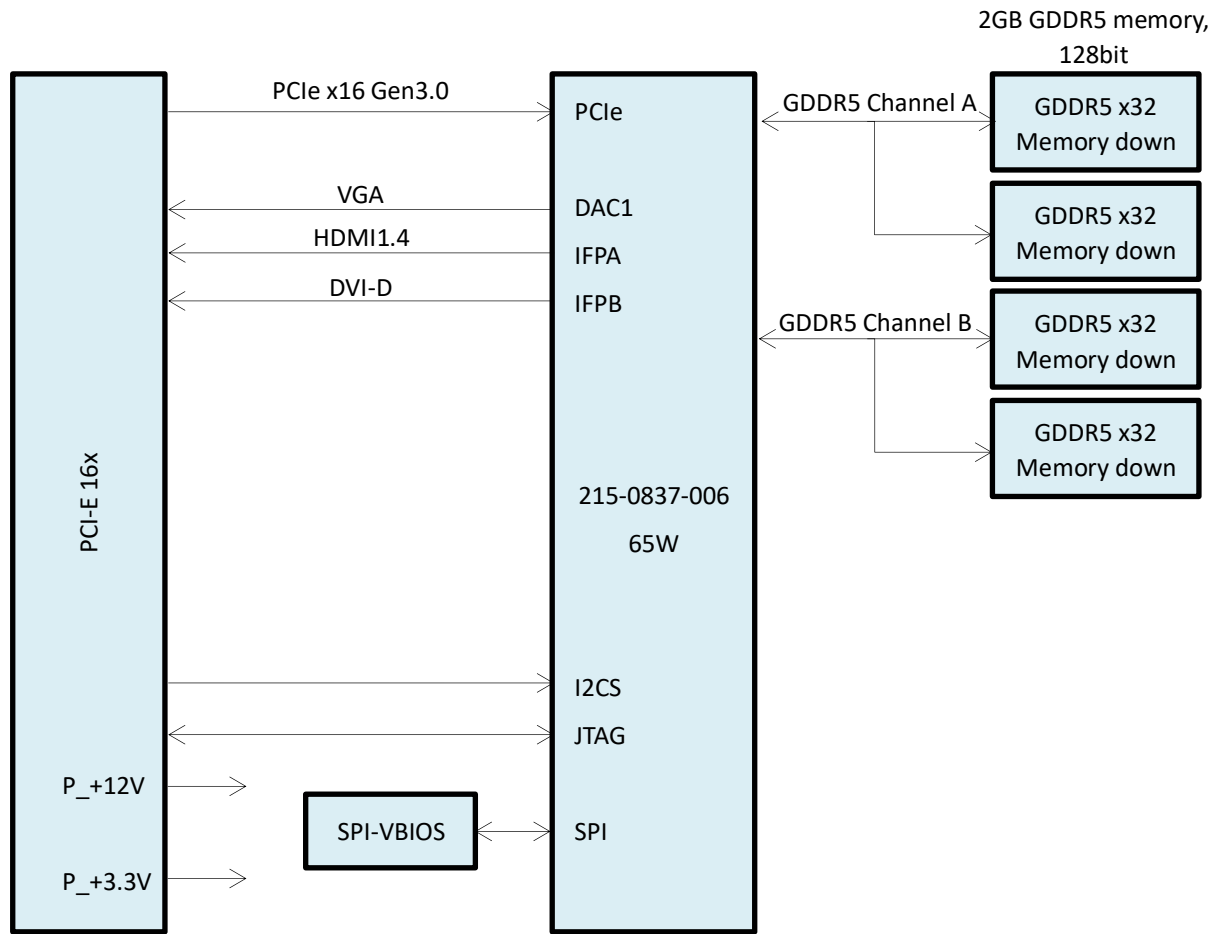 2GB GDDR5 memory,
128bit
PCIe x16 Gen3.0
PCIe
GDDR5 Channel A
GDDR5 x32
Memory down
VGA
DAC1
GDDR5 x32
Memory down
HDMI1.4
IFPA
DVI-D
IFPB
GDDR5 Channel B
GDDR5 x32
Memory down
GDDR5 x32
Memory down
PCI-E 16x
215-0837-006
65W
I2CS
JTAG
P_+12V
SPI-VBIOS
SPI
P_+3.3V